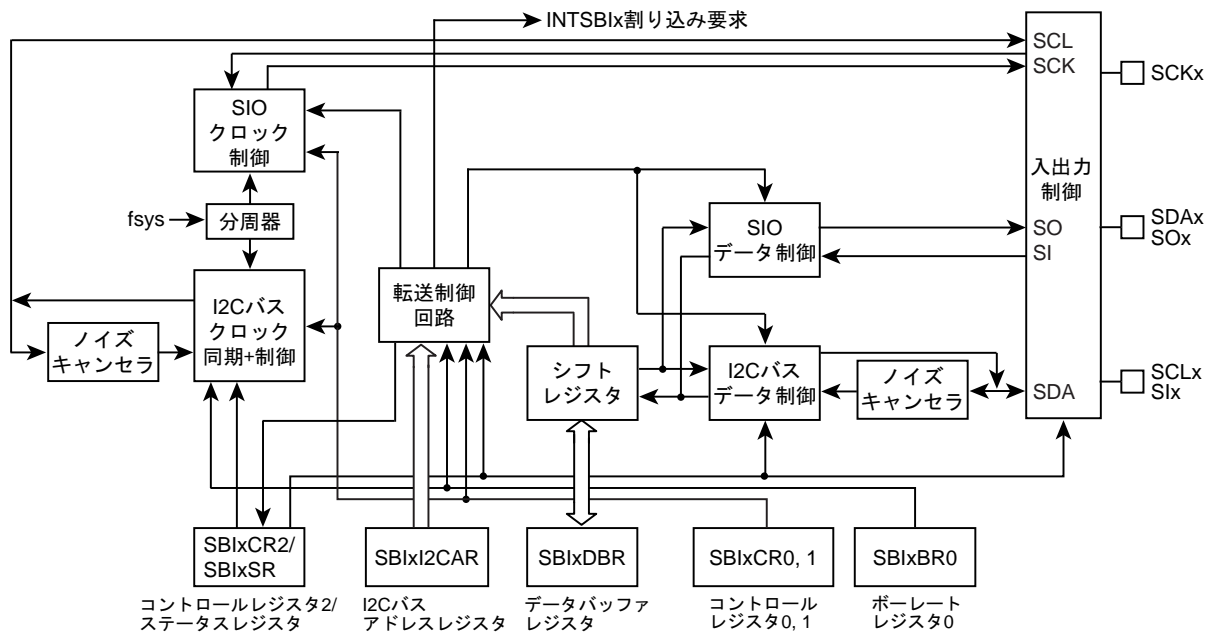 INTSBIx割り込み要求
SCL
SCK
SCKx
SIO
クロック
制御
入出力
制御
fsys
分周器
SIO
データ制御
SO
SI
SDAx
SOx
I2Cバス
クロック
同期+制御
転送制御
回路
ノイズ
キャンセラ
シフト
レジスタ
I2Cバス
データ制御
ノイズ
キャンセラ
SDA
SCLx
SIx
SBIxCR2/
SBIxSR
SBIxI2CAR
SBIxDBR
SBIxCR0, 1
SBIxBR0
コントロールレジスタ2/
ステータスレジスタ
I2Cバス
アドレスレジスタ
データバッファ
レジスタ
コントロール
レジスタ0, 1
ボーレート
レジスタ0